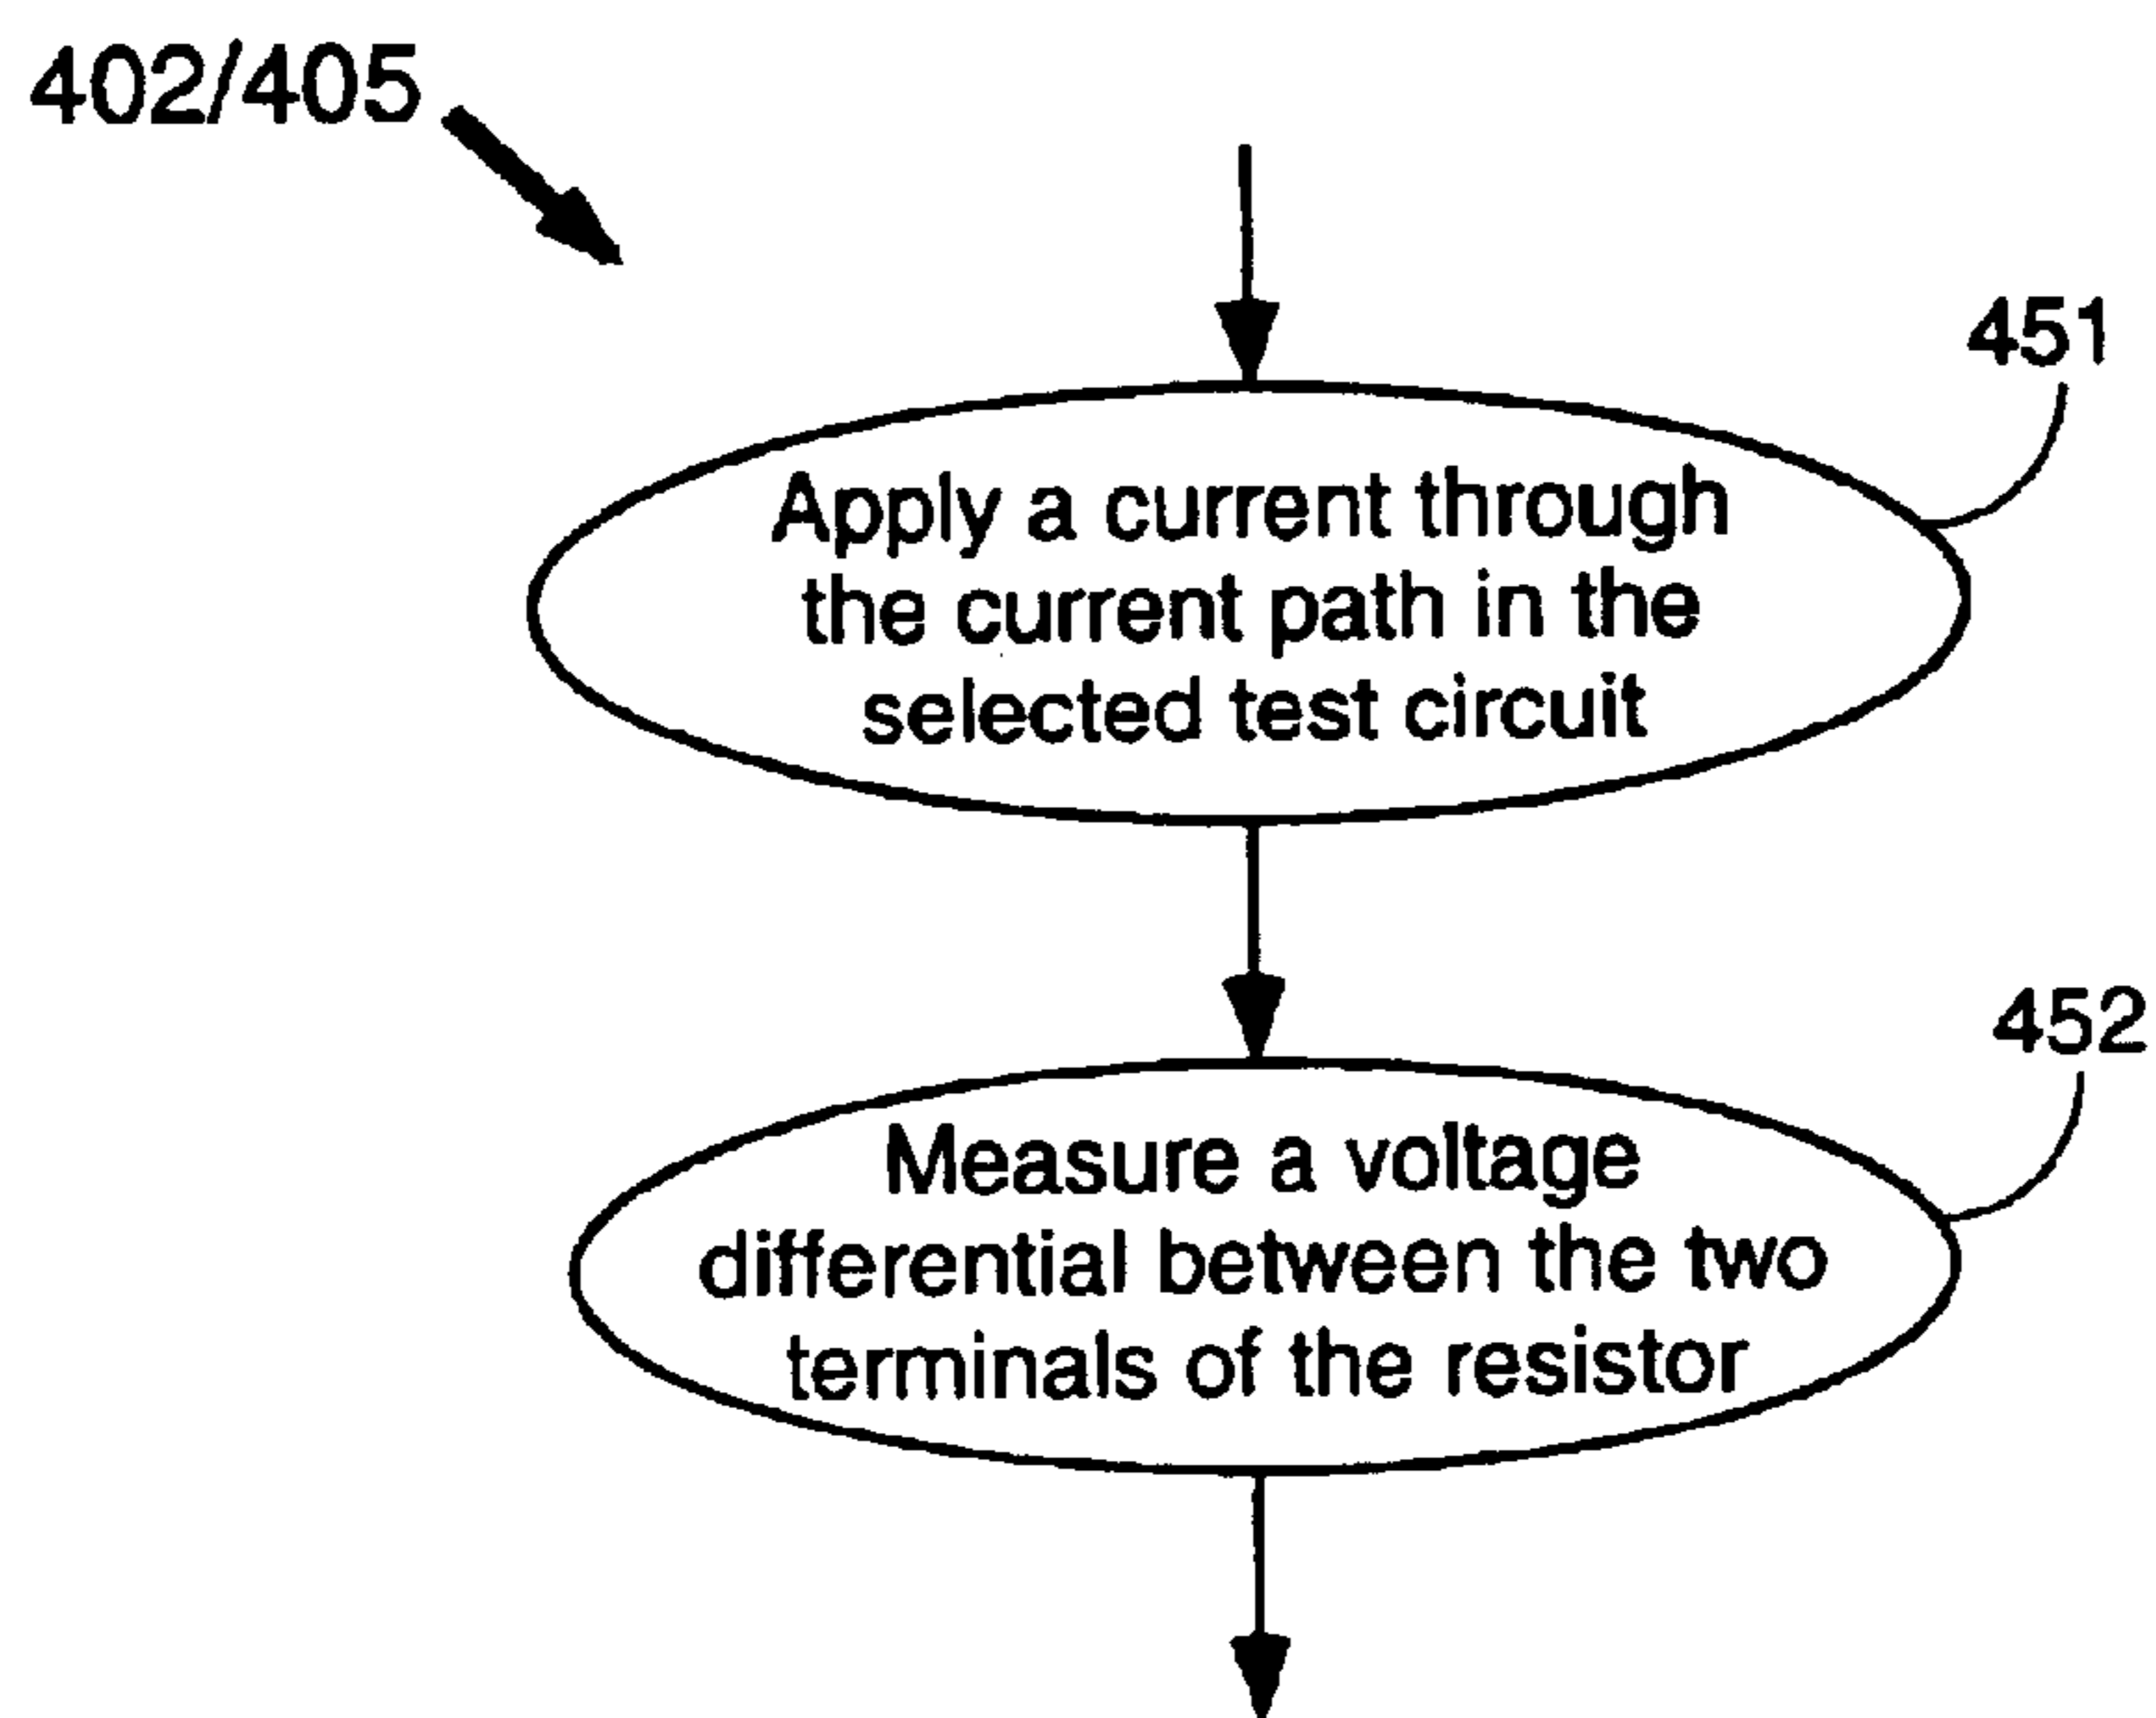 402/405
451
Apply a current through
the current path in the
selected test circuit
452
Measure a voltage
differential between the two
terminals of the resistor